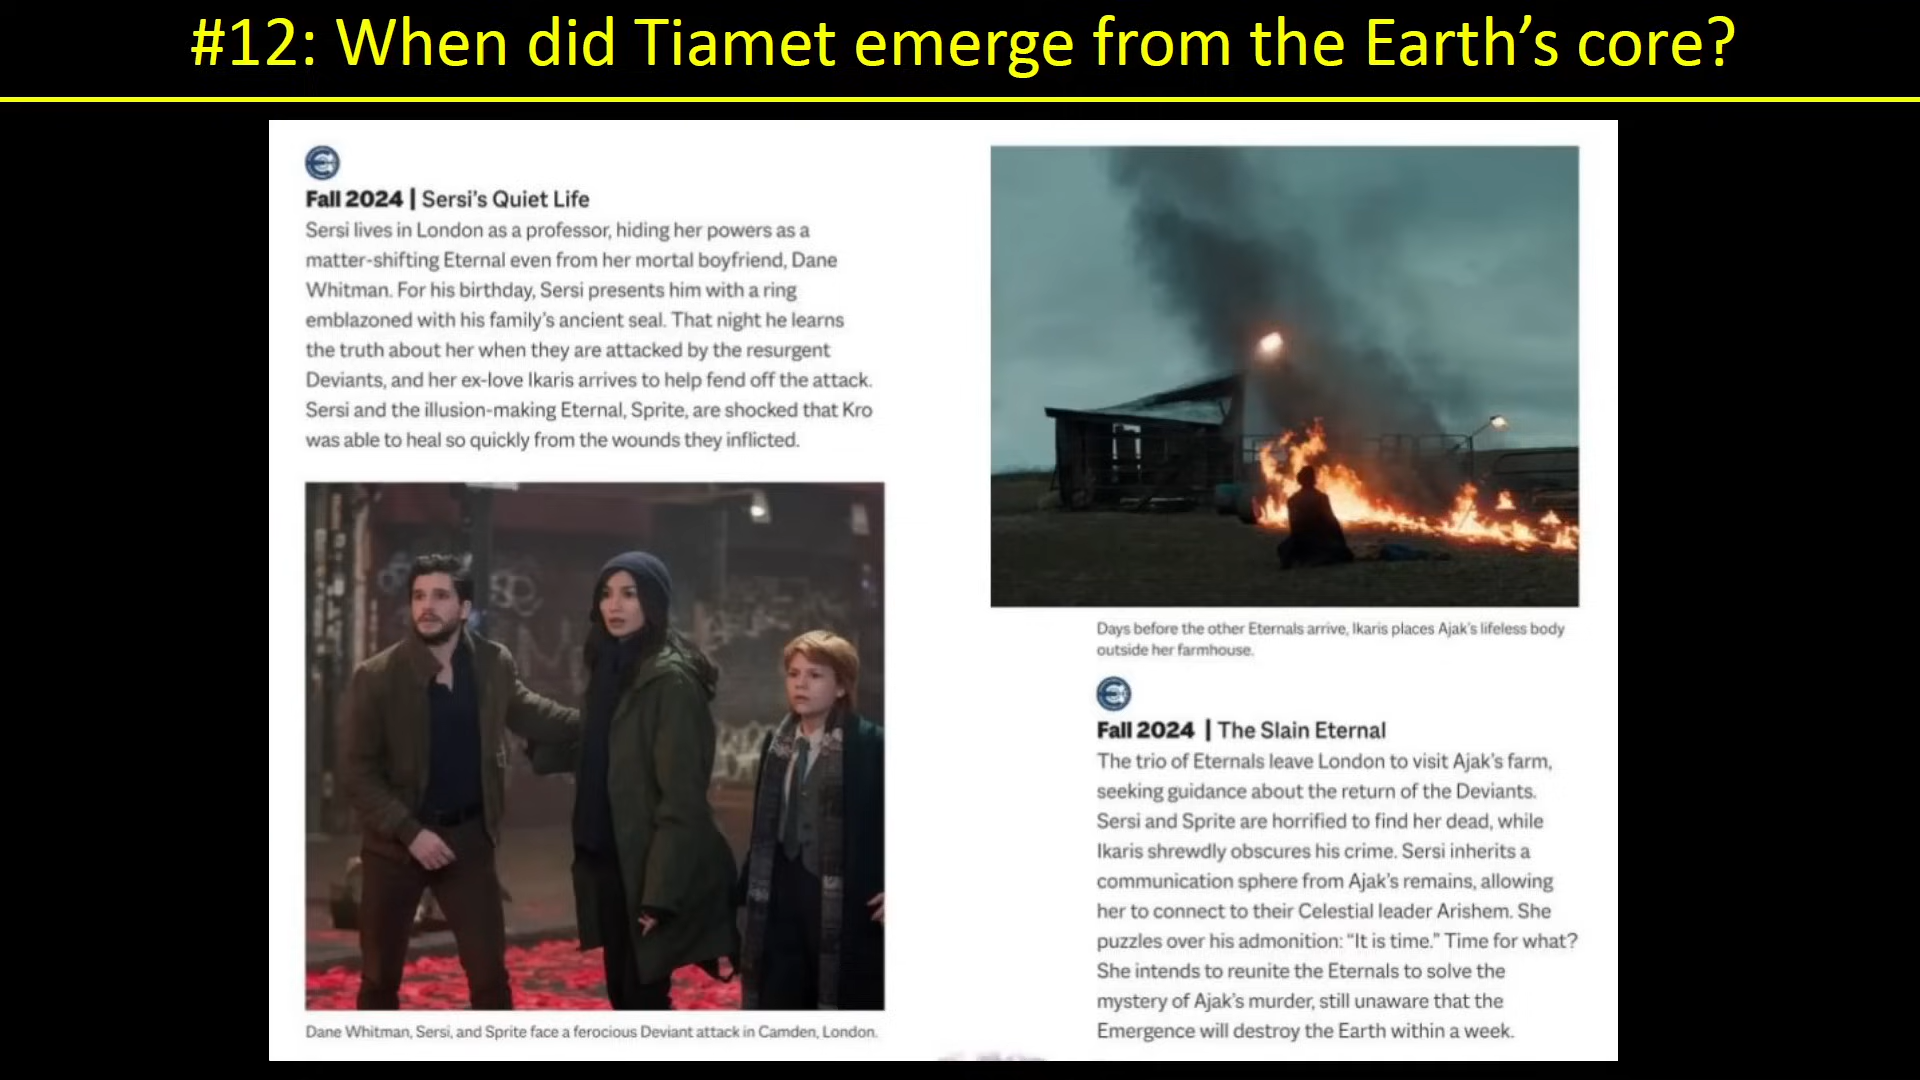 #12: When did Tiamet emerge from the Earth’s core?
Fall 2024 | Sersi’s Quiet Life
Sersi lives in London as a professor, hiding her powers as a
matter-shifting Eternal even from her mortal boyfriend, Dane
Whitman. For his birthday, Sersi presents him with a ring
emblazoned with his family’s ancient seal. That night he learns
the truth about her when they are attacked by the resurgent
Deviants, and her ex-love Ikaris arrives to help fend off the attack.
Sersi and the illusion-making Eternal, Sprite, are shocked that Kro
was able to heal so quickly from the wounds they inflicted.
Dane Whitman, Sersi, and Sprite face a ferocious Deviant attack in Camden, London.
Days before the other Eternals arrive, Ikaris places Ajak’s lifeless body
outside her farmhouse.
Fall 2024 | The Slain Eternal
The trio of Eternals leave London to visit Ajak’s farm,
seeking guidance about the return of the Deviants.
Sersi and Sprite are horrified to find her dead, while
Ikaris shrewdly obscures his crime. Sersi inherits a
communication sphere from Ajak’s remains, allowing
her to connect to their Celestial leader Arishem. She
puzzles over his admonition: “It is time.” Time for what?
She intends to reunite the Eternals to solve the
mystery of Ajak’s murder, still unaware that the
Emergence will destroy the Earth within a week.